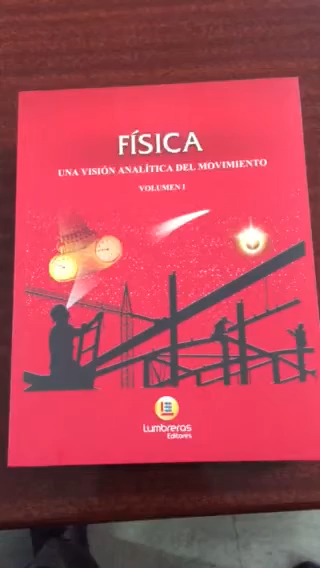 FÍSICA
UNA VISIÓN ANALÍTICA DEL MOVIMIENTO
VOLUMEN I
Lumbreras
Editores